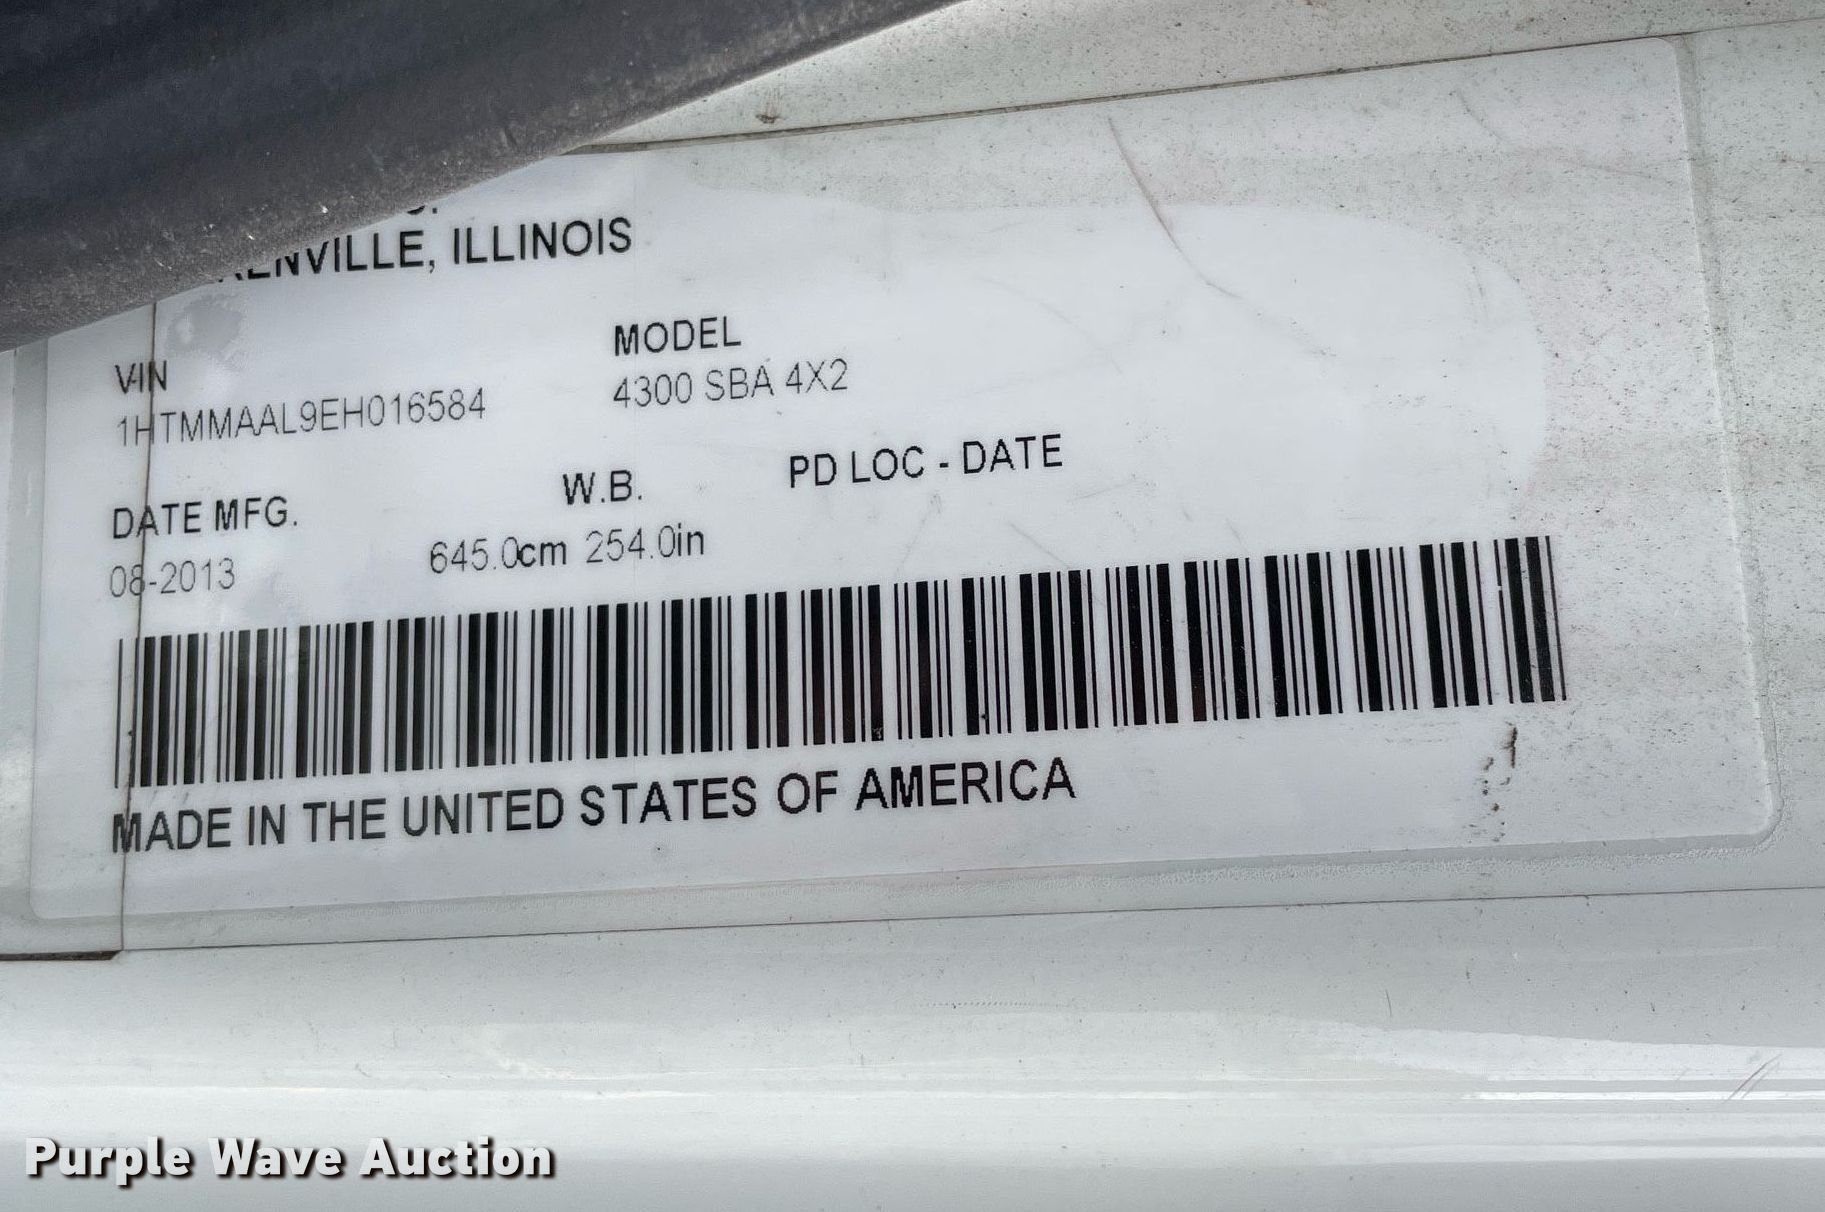 ILLINOIS
VIN
1HTMMAAL9EH016584
MODEL
4300 SBA 4X2
DATE MFG.
08-2013
W.B.
645.0cm 254.0in
PD LOC - DATE
MADE IN THE UNITED STATES OF AMERICA
Purple Wave Auction